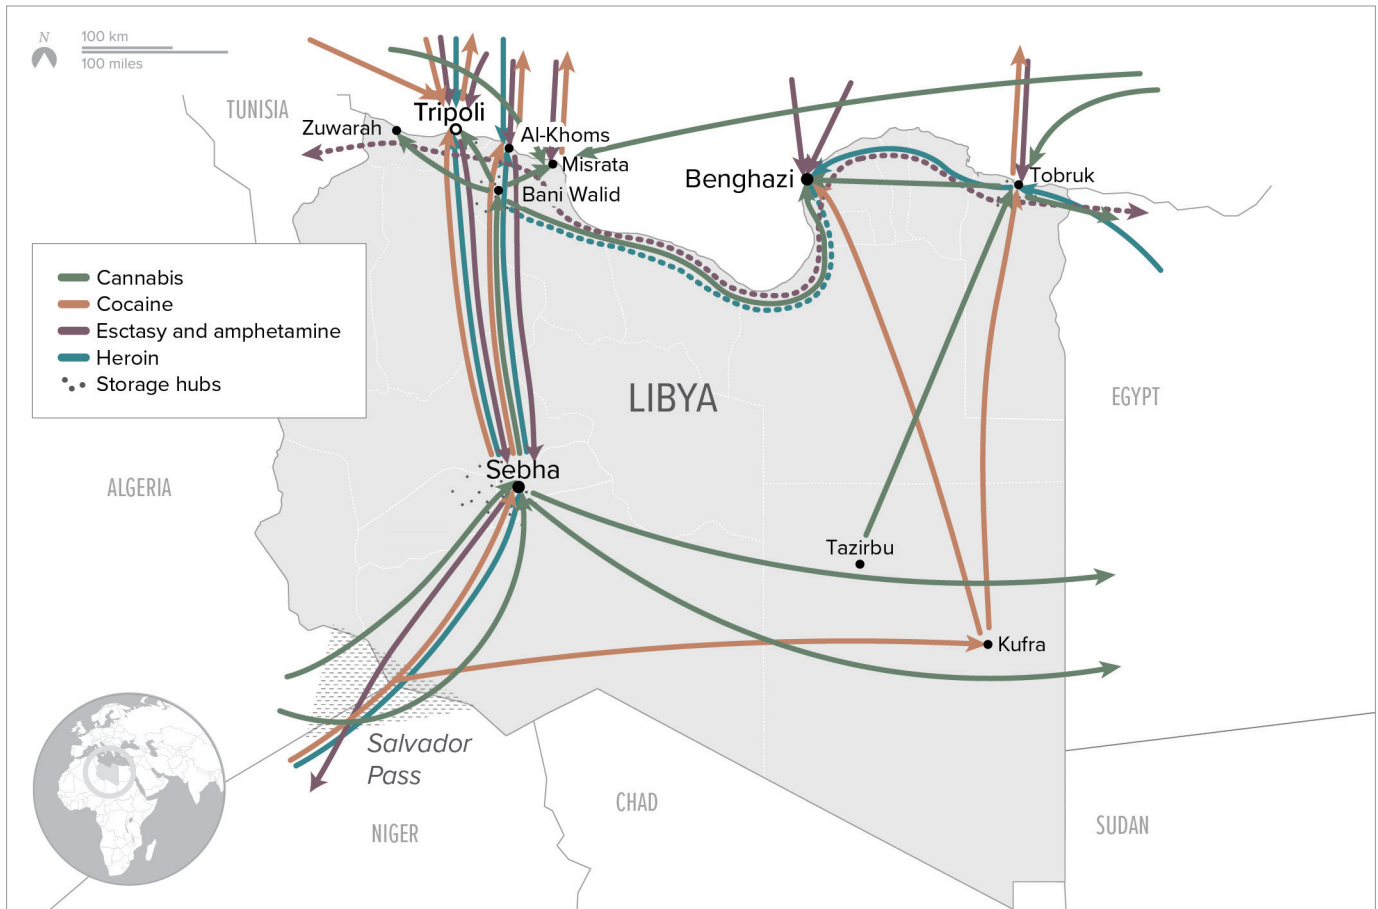 N
100 km
100 miles
TUNISIA
Zuwarah
Tripoli
Al-Khoms
Misrata
Bani Walid
Benghazi
Tobruk
Cannabis
Cocaine
Esctasy and amphetamine
Heroin
Storage hubs
LIBYA
EGYPT
ALGERIA
Sebha
Tazirbu
Kufra
Salvador
Pass
NIGER
CHAD
SUDAN